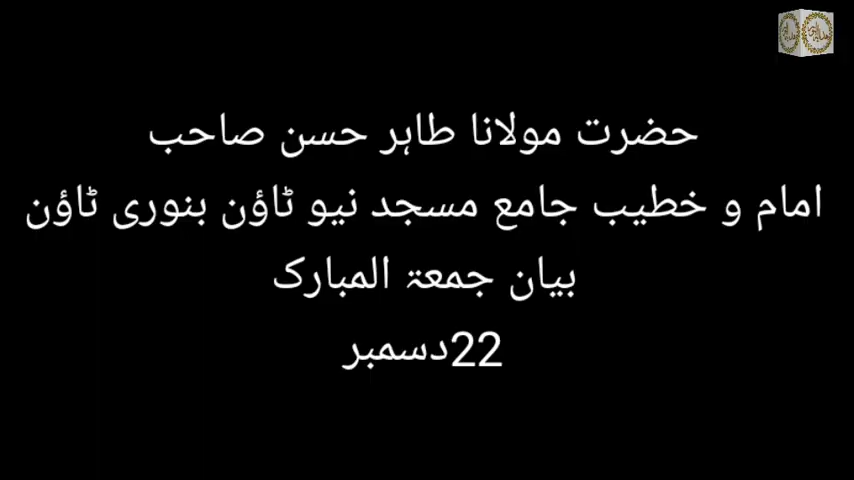 حضرت مولانا طاہر حسن صاحب
امام و خطیب جامع مسجد نیو ٹاؤن بنوری ٹاؤن
بیان جمعۃ المبارک
22دسمبر